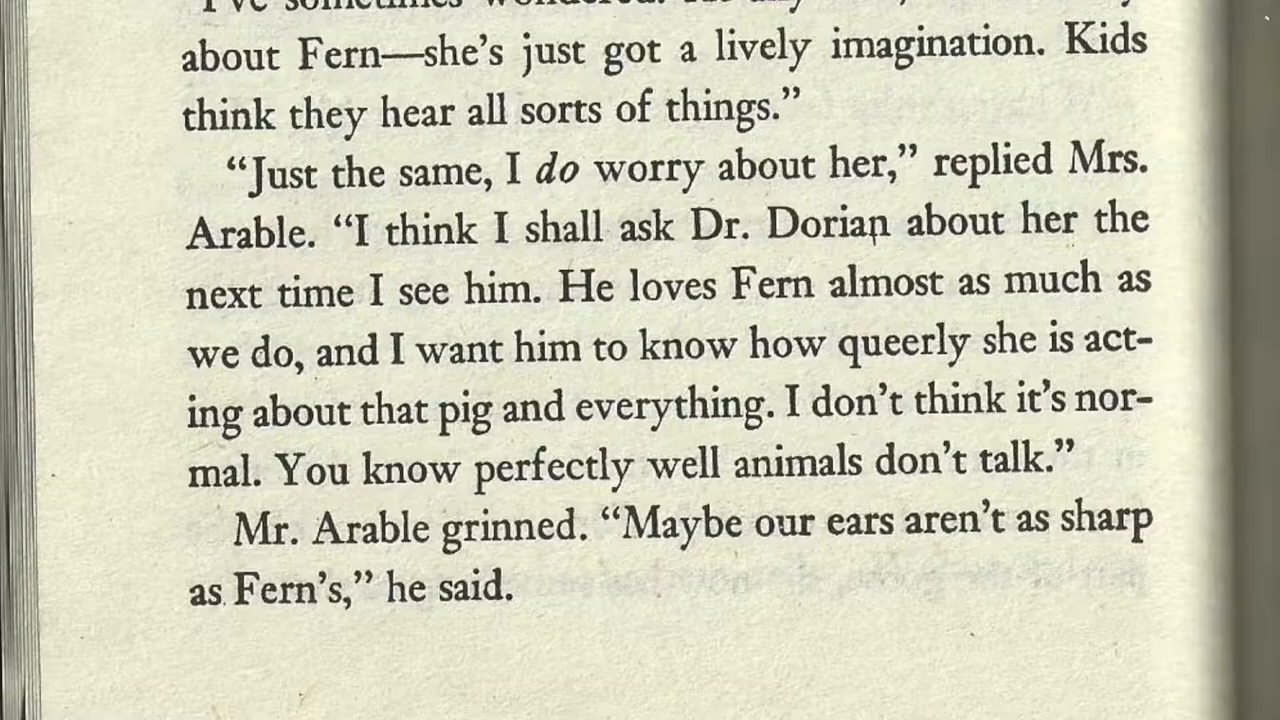 I've sometimes wondered.
about Fern—she's just got a lively imagination. Kids
think they hear all sorts of things.”
“Just the same, I do worry about her,” replied Mrs.
Arable. “I think I shall ask Dr. Dorian about her the
next time I see him. He loves Fern almost as much as
we do, and I want him to know how queerly she is act-
ing about that pig and everything. I don't think it's nor-
mal. You know perfectly well animals don't talk.”
Mr. Arable grinned. “Maybe our ears aren't as sharp
as Fern's,” he said.